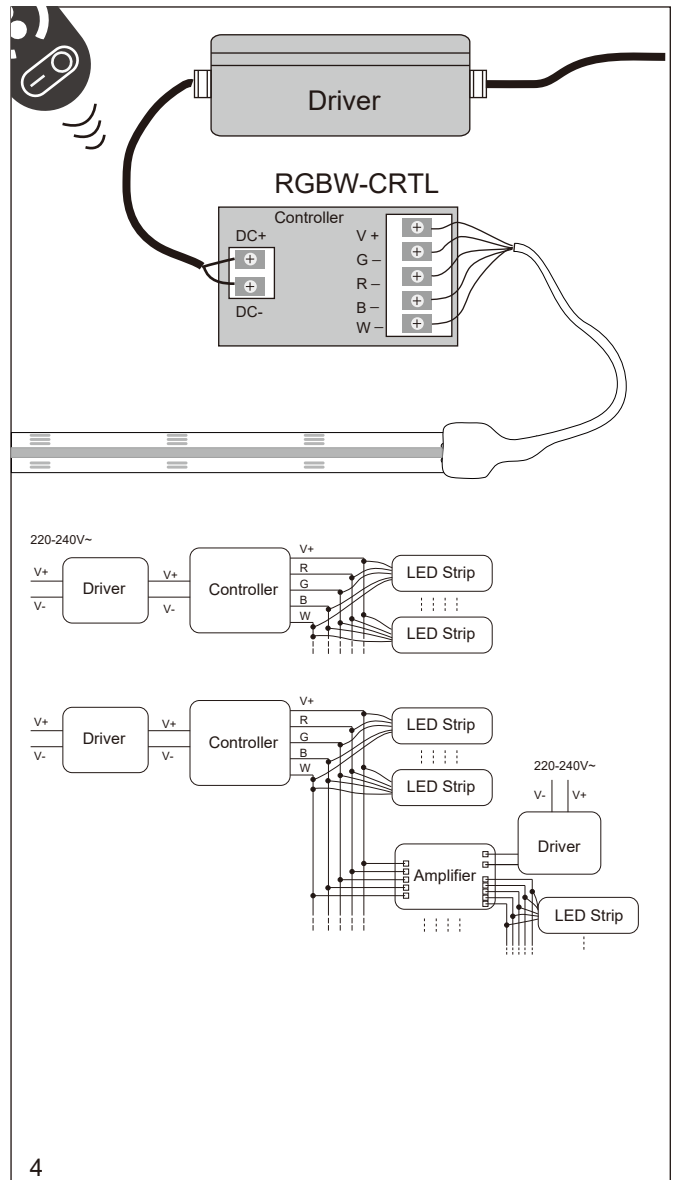 Driver
RGBW-CRTL
Controller
DC+
DC-
V +
G –
R –
B –
W –
220-240V~
V+
V-
Driver
V+
V-
Controller
V+
R
G
B
W
LED Strip
LED Strip
V+
V-
Driver
V+
V-
Controller
V+
R
G
B
W
LED Strip
LED Strip
220-240V~
V- V+
Driver
Amplifier
LED Strip
4